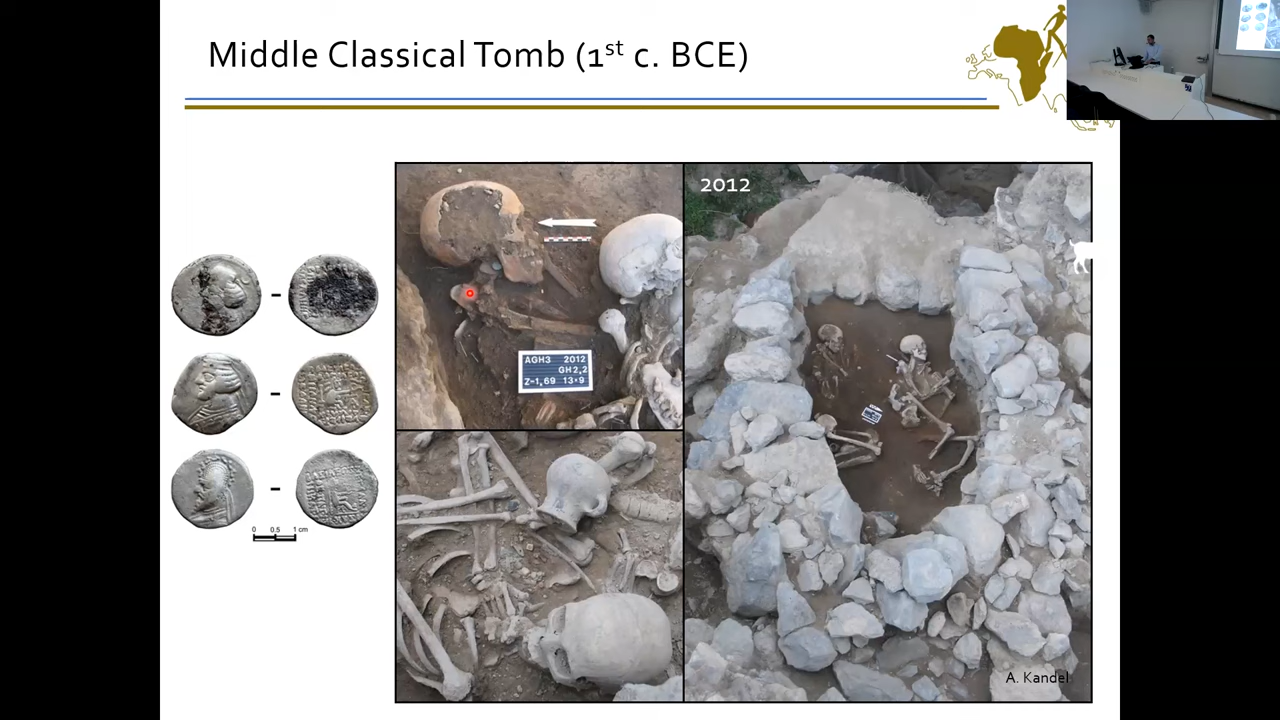 Middle Classical Tomb (1st c. BCE)
2012
AGH3 2012
GH2,2
Z-1,69 13•9
0 0.5 1 cm
A. Kandel